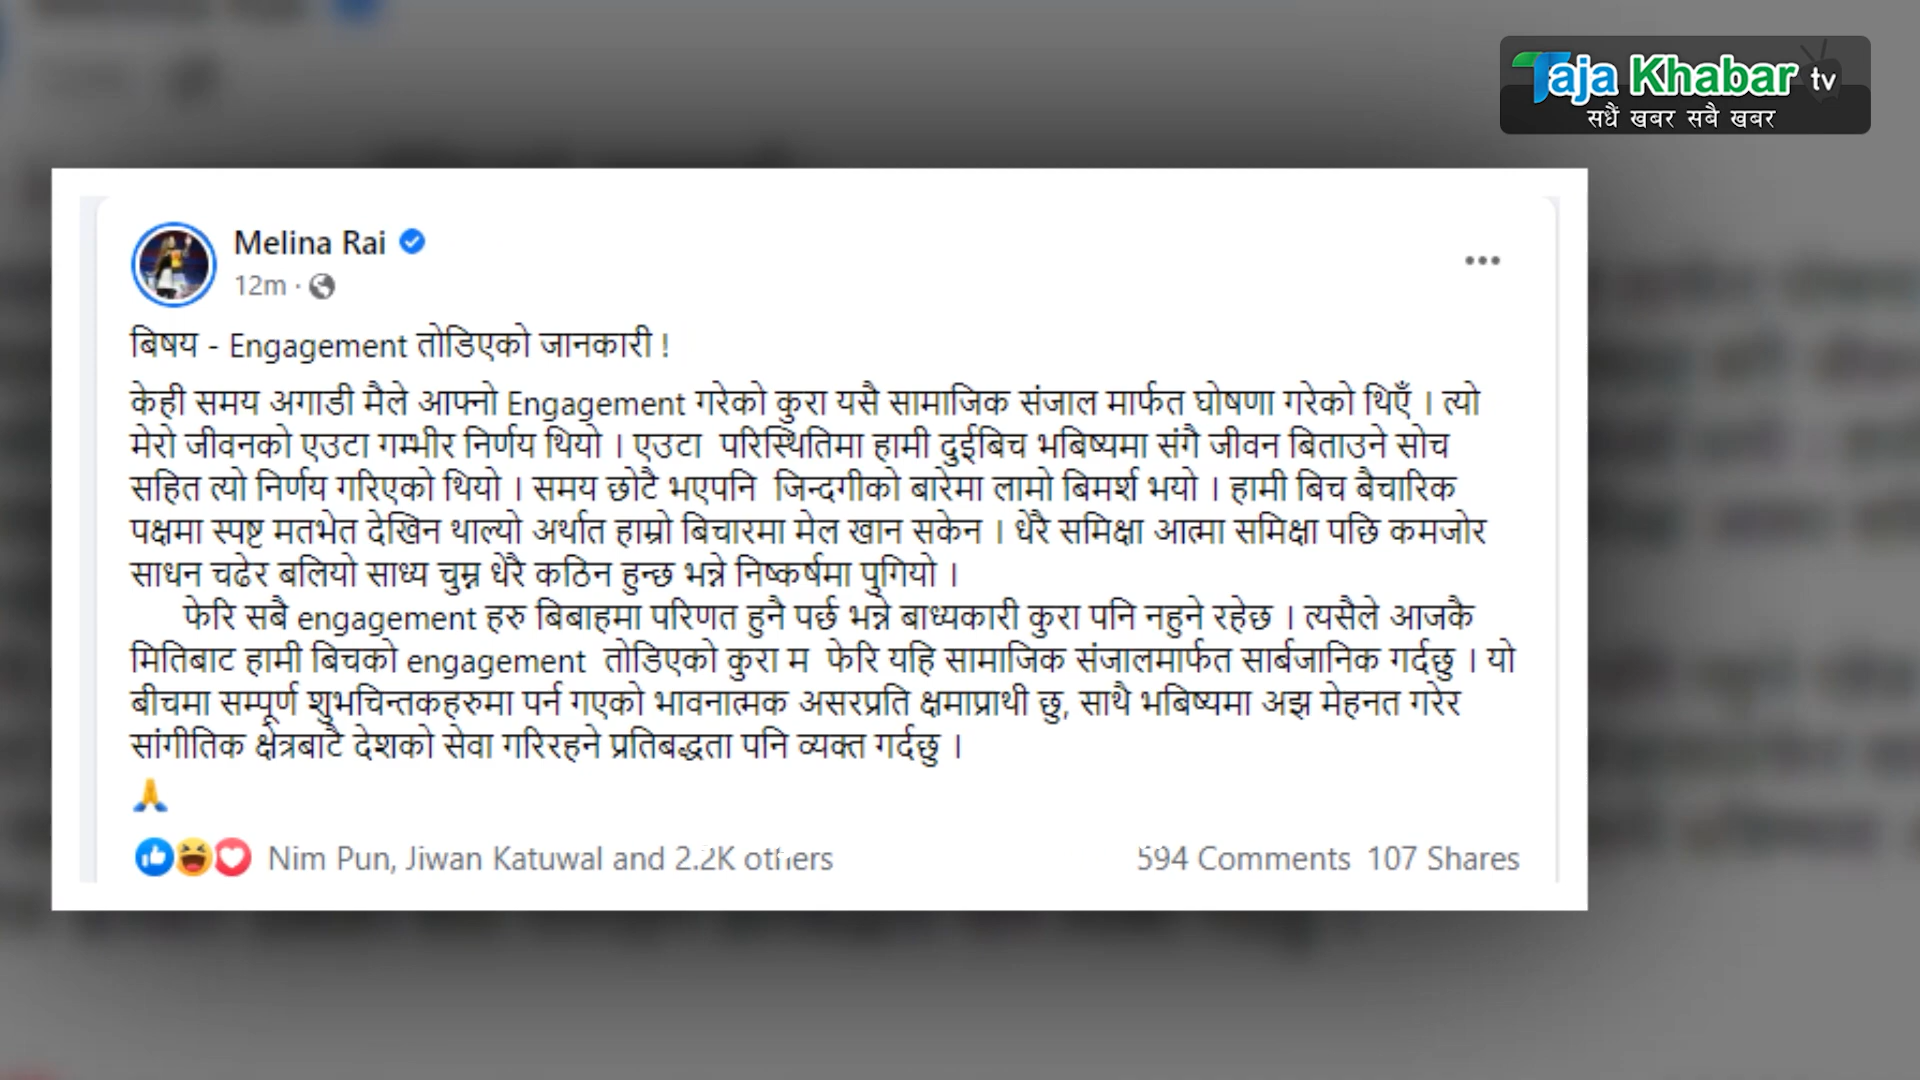 Taja Khabar tv
सधैं खबर सबै खबर
Melina Rai
12m ·
बिषय - Engagement तोडिएको जानकारी !
केही समय अगाडी मैले आफ्नो Engagement गरेको कुरा यसै सामाजिक संजाल मार्फत घोषणा गरेको थिएँ । त्यो
मेरो जीवनको एउटा गम्भीर निर्णय थियो । एउटा परिस्थितिमा हामी दुईबिच भबिष्यमा संगै जीवन बिताउने सोच
सहित त्यो निर्णय गरिएको थियो । समय छोटै भएपनि जिन्दगीको बारेमा लामो बिमर्श भयो । हामी बिच बैचारिक
पक्षमा स्पष्ट मतभेत देखिन थाल्यो अर्थात हाम्रो बिचारमा मेल खान सकेन । धेरै समिक्षा आत्मा समिक्षा पछि कमजोर
साधन चढेर बलियो साध्य चुम्न धेरै कठिन हुन्छ भन्ने निष्कर्षमा पुगियो ।
फेरि सबै engagement हरु बिबाहमा परिणत हुनै पर्छ भन्ने बाध्यकारी कुरा पनि नहुने रहेछ । त्यसैले आजकै
मितिबाट हामी बिचको engagement तोडिएको कुरा म फेरि यहि सामाजिक संजालमार्फत सार्बजानिक गर्दछु । यो
बीचमा सम्पूर्ण शुभचिन्तकहरुमा पर्न गएको भावनात्मक असरप्रति क्षमाप्राथी छु, साथै भबिष्यमा अझ मेहनत गरेर
सांगीतिक क्षेत्रबाटै देशको सेवा गरिरहने प्रतिबद्धता पनि व्यक्त गर्दछु ।
Nim Pun, Jiwan Katuwal and 2.2K others
594 Comments 107 Shares